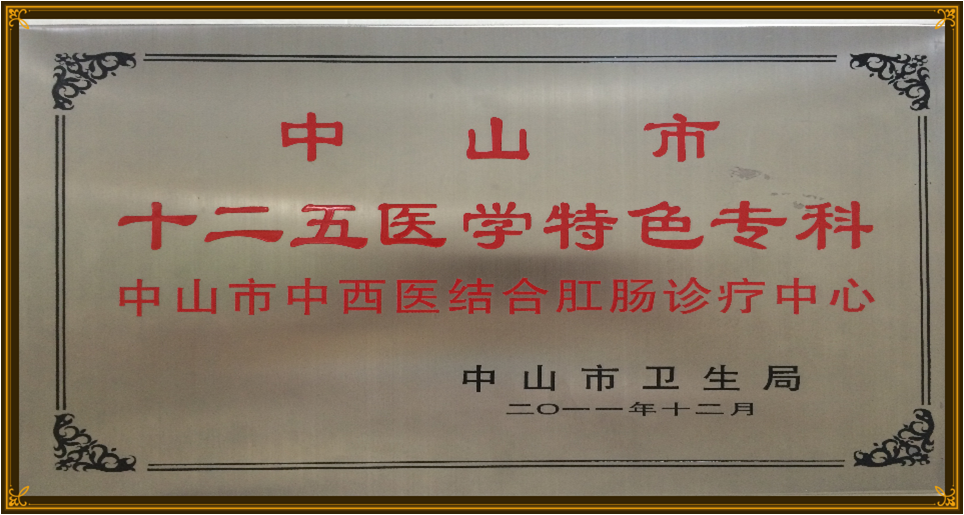 中山市
十二五医学特色专科
中山市中西医结合肛肠诊疗中心
中山市卫生局
二〇一一年十二月